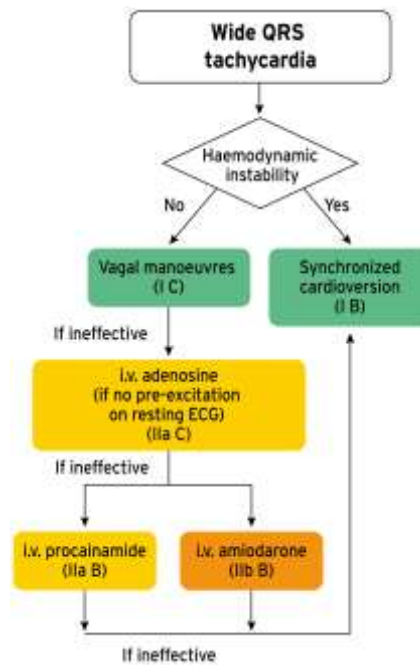 Wide QRS
tachycardia
Haemodynamic
instability
No
Yes
Vagal manoeuvres
(I C)
Synchronized
cardioversion
(I B)
If ineffective
i.v. adenosine
(if no pre-excitation
on resting ECG)
(IIa C)
If ineffective
i.v. procainamide
(IIa B)
i.v. amiodarone
(IIb B)
If ineffective